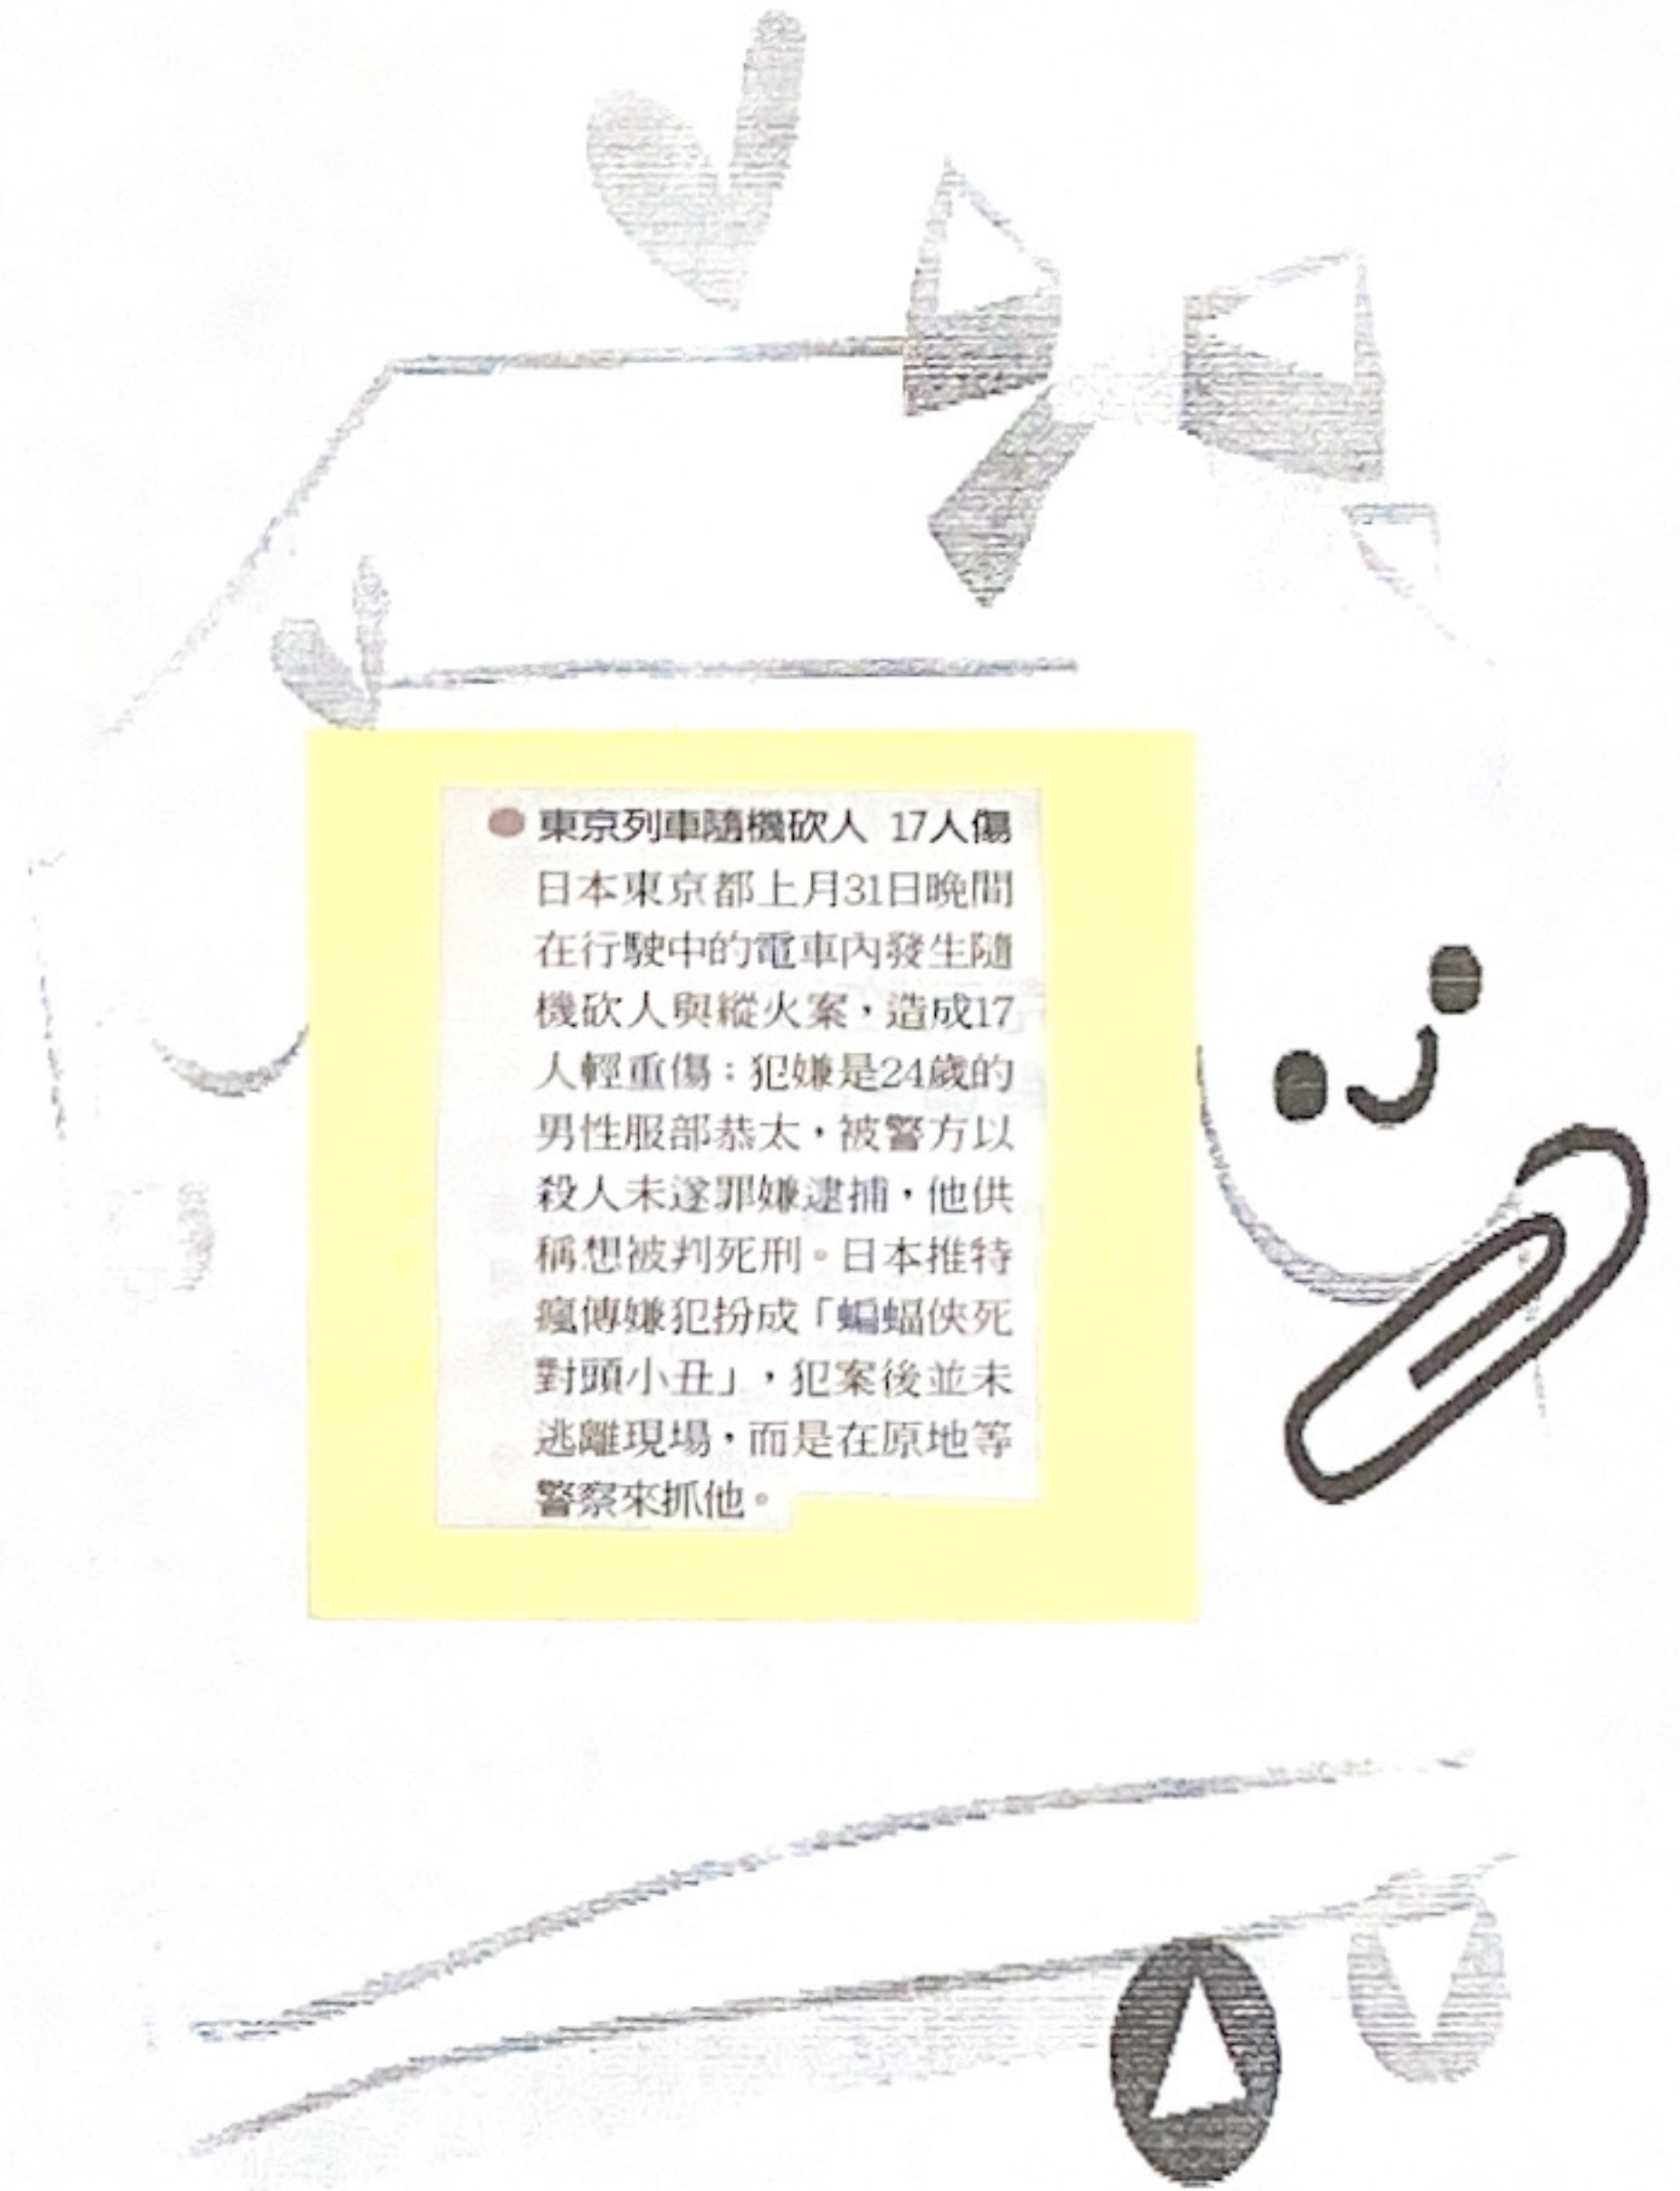 東京列車隨機砍人 17人傷
日本東京都上月31日晚間
在行駛中的電車內發生隨
機砍人與縱火案，造成17
人輕重傷：犯嫌是24歲的
男性服部恭太，被警方以
殺人未遂罪嫌逮捕，他供
稱想被判死刑。日本推特
瘋傳嫌犯扮成「蝙蝠俠死
對頭小丑」，犯案後並未
逃離現場，而是在原地等
警察來抓他。